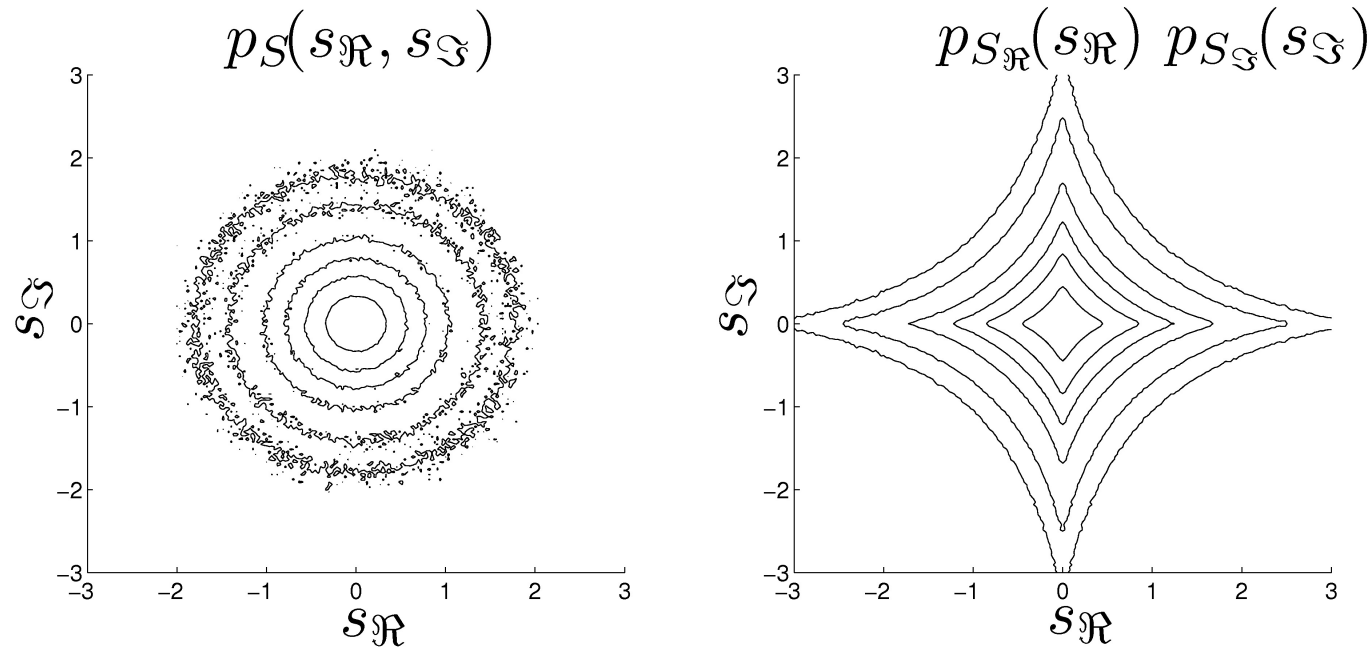 p_S(s_ℜ, s_ℑ)
3
2
1
0
−1
−2
−3
−3 −2 −1 0 1 2 3
s_ℑ
s_ℜ
p_{S_ℜ}(s_ℜ) p_{S_ℑ}(s_ℑ)
3
2
1
0
−1
−2
−3
−3 −2 −1 0 1 2 3
s_ℑ
s_ℜ